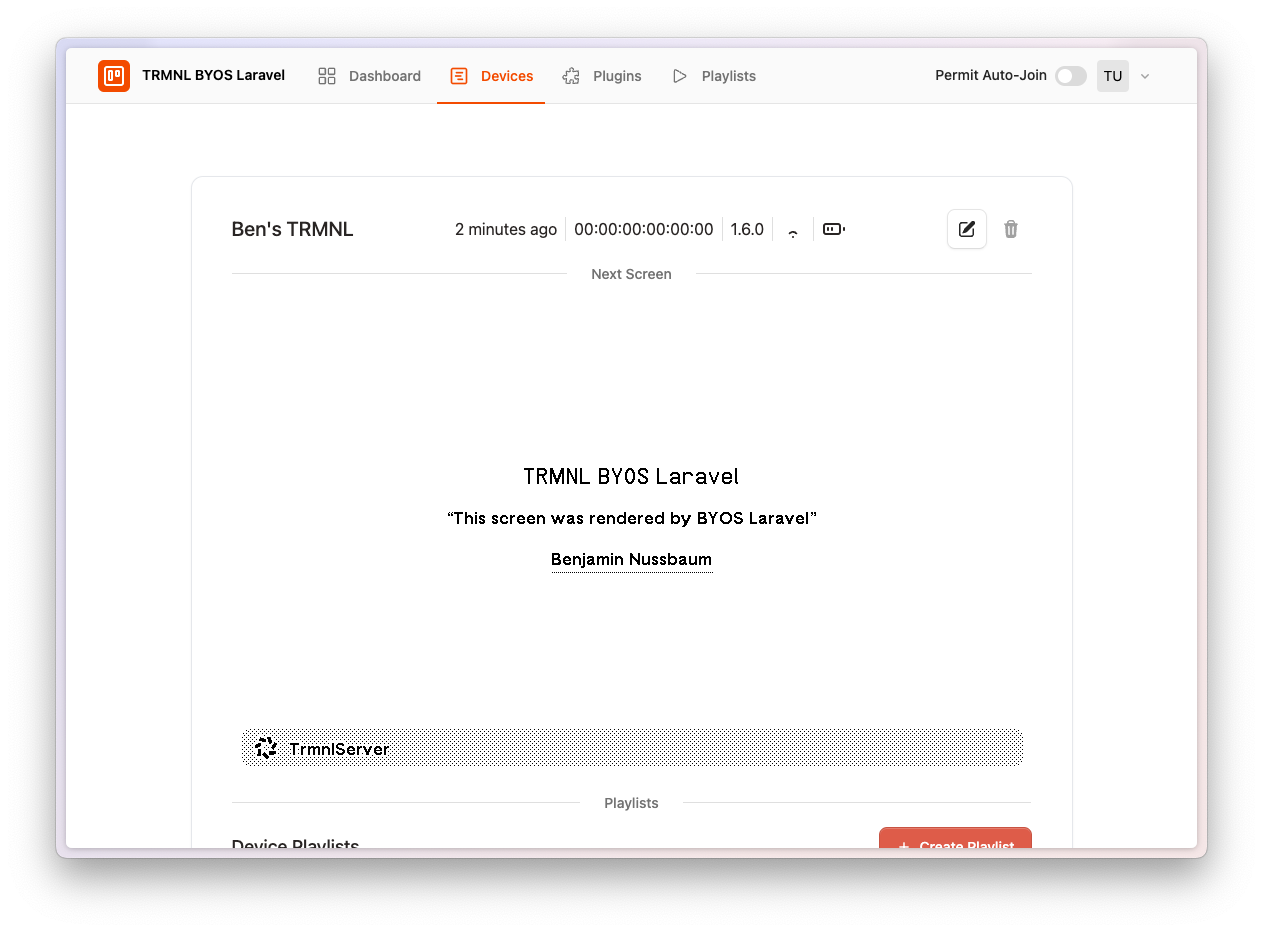 TRMNL BYOS Laravel Dashboard Devices Plugins Playlists Permit Auto-Join TU
Ben's TRMNL 2 minutes ago 00:00:00:00:00:00 1.6.0
Next Screen
TRMNL BYOS Laravel
“This screen was rendered by BYOS Laravel”
Benjamin Nussbaum
TrmnlServer
Playlists
Device Playlists + Create Playlist